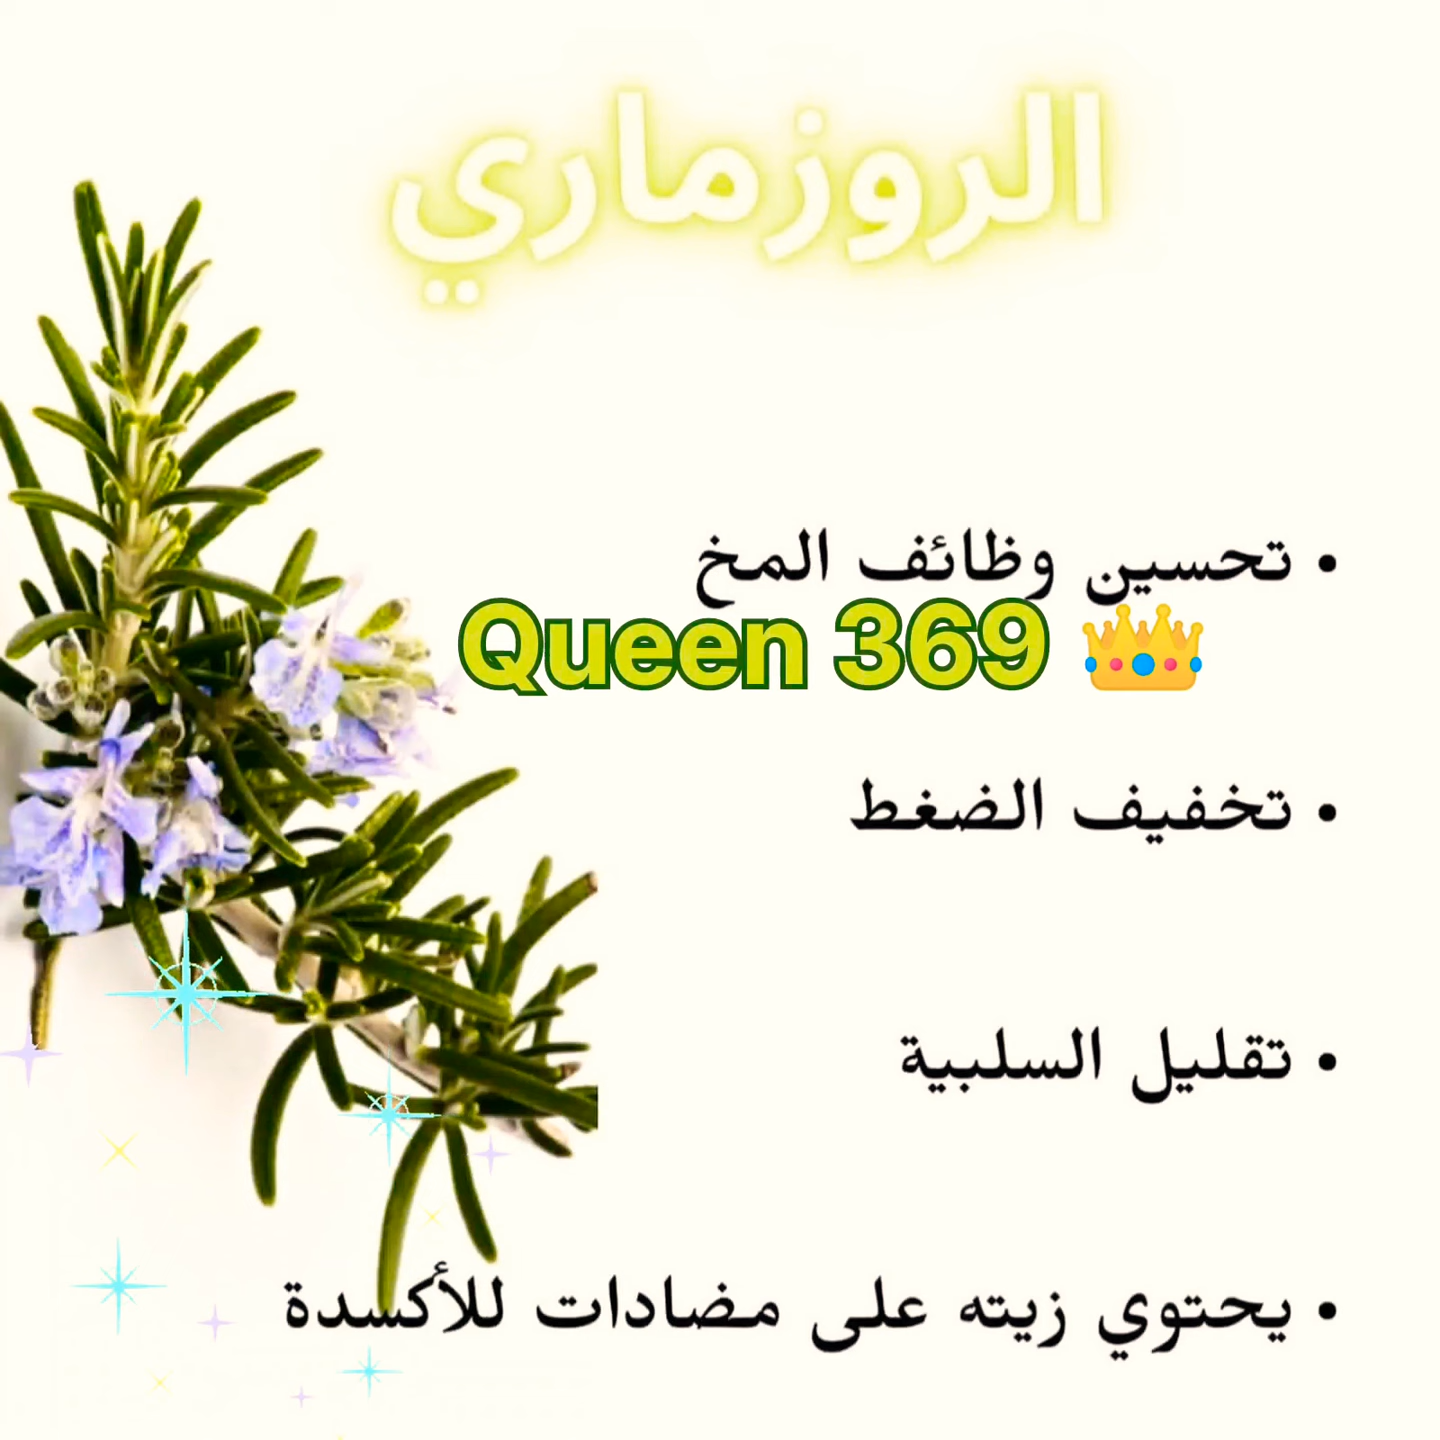 الروزماري
• تحسين وظائف المخ
Queen 369 👑
• تخفيف الضغط
• تقليل السلبية
• يحتوي زيته على مضادات للأكسدة